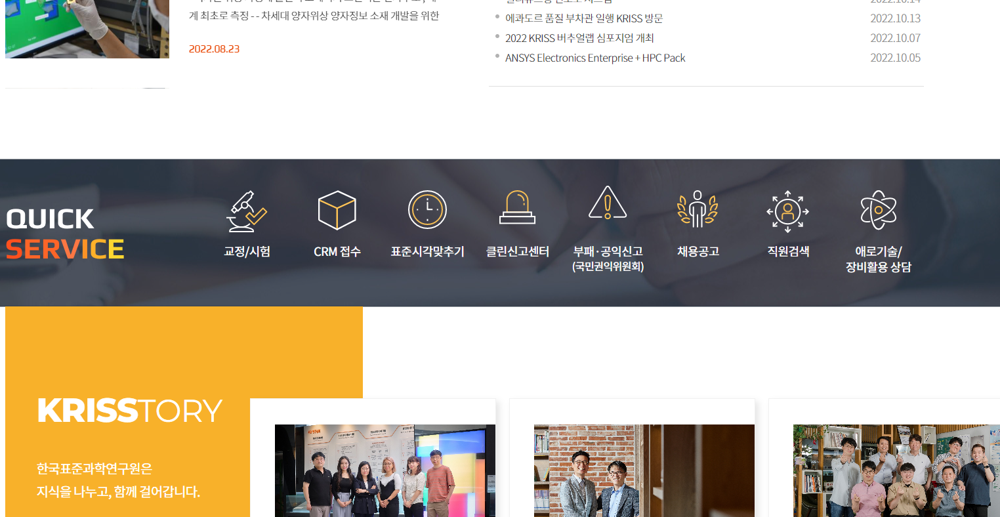 계 최초로 측정 - - 차세대 양자위상 양자정보 소재 개발을 위한
2022.08.23
2022.10.14
에콰도르 품질 부차관 일행 KRISS 방문
2022.10.13
2022 KRISS 버추얼랩 심포지엄 개최
2022.10.07
ANSYS Electronics Enterprise + HPC Pack
2022.10.05
QUICK
SERVICE
교정/시험
CRM 접수
표준시각맞추기
클린신고센터
부패·공익신고
(국민권익위원회)
채용공고
직원검색
애로기술/
장비활용 상담
KRISSTORY
한국표준과학연구원은
지식을 나누고, 함께 걸어갑니다.